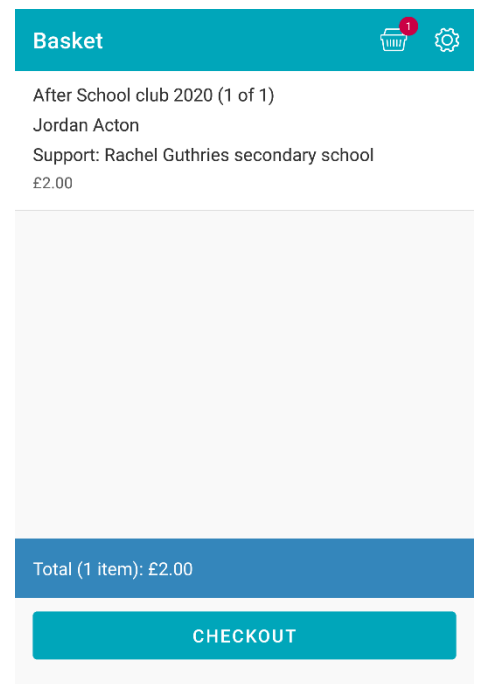 Basket
1
After School club 2020 (1 of 1)
Jordan Acton
Support: Rachel Guthries secondary school
£2.00
Total (1 item): £2.00
CHECKOUT